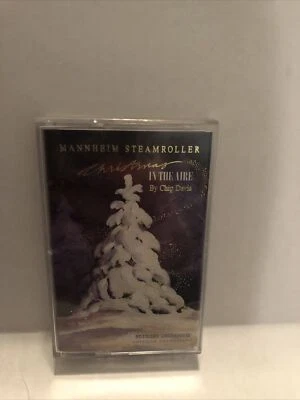 MANNHEIM STEAMROLLER
Christmas
IN THE AIRE
By Chip Davis